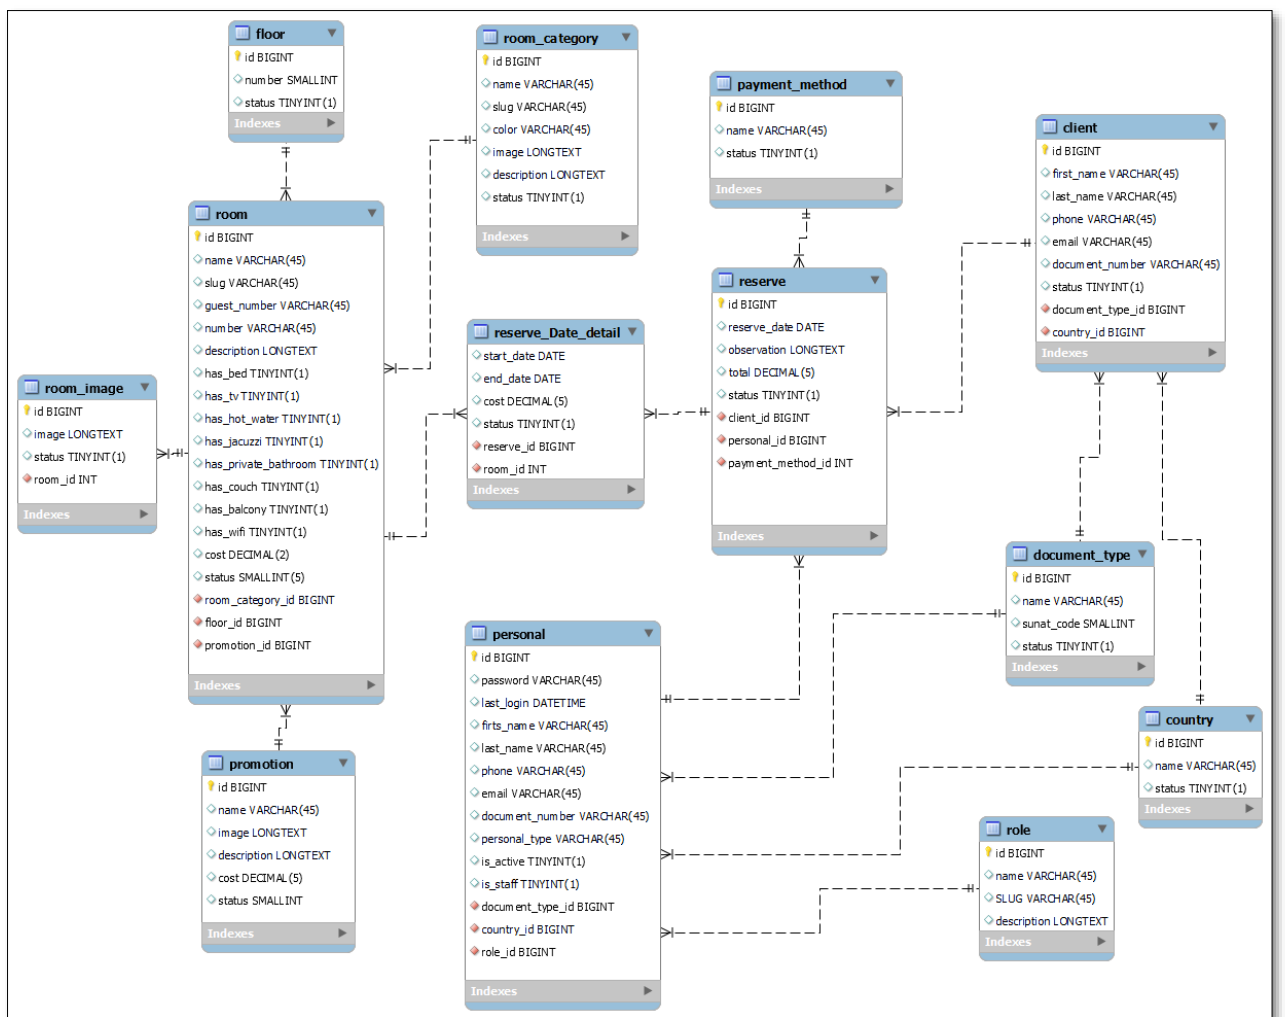 floor
id BIGINT
number SMALLINT
status TINYINT(1)
Indexes
room_category
id BIGINT
name VARCHAR(45)
slug VARCHAR(45)
color VARCHAR(45)
image LONGTEXT
description LONGTEXT
status TINYINT(1)
Indexes
payment_method
id BIGINT
name VARCHAR(45)
status TINYINT(1)
Indexes
client
id BIGINT
first_name VARCHAR(45)
last_name VARCHAR(45)
phone VARCHAR(45)
email VARCHAR(45)
document_number VARCHAR(45)
status TINYINT(1)
document_type_id BIGINT
country_id BIGINT
Indexes
room
id BIGINT
name VARCHAR(45)
slug VARCHAR(45)
guest_number VARCHAR(45)
number VARCHAR(45)
description LONGTEXT
has_bed TINYINT(1)
has_tv TINYINT(1)
has_hot_water TINYINT(1)
has_jacuzzi TINYINT(1)
has_private_bathroom TINYINT(1)
has_couch TINYINT(1)
has_balcony TINYINT(1)
has_wifi TINYINT(1)
cost DECIMAL(2)
status SMALLINT(5)
room_category_id BIGINT
floor_id BIGINT
promotion_id BIGINT
Indexes
reserve
id BIGINT
reserve_date DATE
observation LONGTEXT
total DECIMAL(5)
status TINYINT(1)
client_id BIGINT
personal_id BIGINT
payment_method_id INT
Indexes
reserve_Date_detail
start_date DATE
end_date DATE
cost DECIMAL(5)
status TINYINT(1)
reserve_id BIGINT
room_id INT
Indexes
room_image
id BIGINT
image LONGTEXT
status TINYINT(1)
room_id INT
Indexes
document_type
id BIGINT
name VARCHAR(45)
sunat_code SMALLINT
status TINYINT(1)
Indexes
personal
id BIGINT
password VARCHAR(45)
last_login DATETIME
firts_name VARCHAR(45)
last_name VARCHAR(45)
phone VARCHAR(45)
email VARCHAR(45)
document_number VARCHAR(45)
personal_type VARCHAR(45)
is_active TINYINT(1)
is_staff TINYINT(1)
document_type_id BIGINT
country_id BIGINT
role_id BIGINT
Indexes
country
id BIGINT
name VARCHAR(45)
status TINYINT(1)
Indexes
promotion
id BIGINT
name VARCHAR(45)
image LONGTEXT
description LONGTEXT
cost DECIMAL(5)
status SMALLINT
Indexes
role
id BIGINT
name VARCHAR(45)
SLUG VARCHAR(45)
description LONGTEXT
Indexes